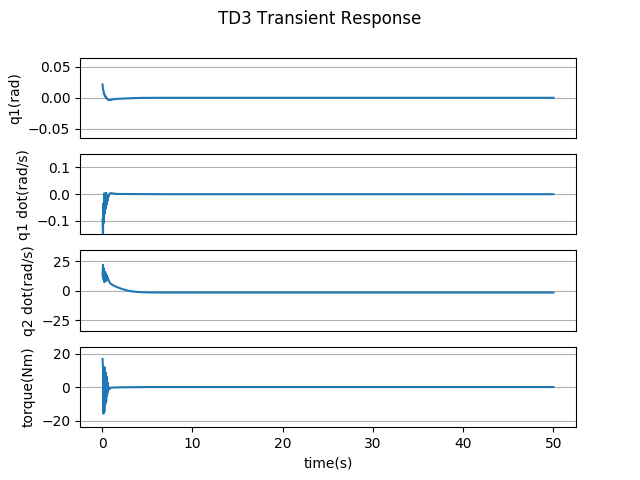 TD3 Transient Response
q1(rad)
0.05
0.00
−0.05
q1 dot(rad/s)
0.1
0.0
−0.1
q2 dot(rad/s)
25
0
−25
torque(Nm)
20
0
−20
0 10 20 30 40 50
time(s)